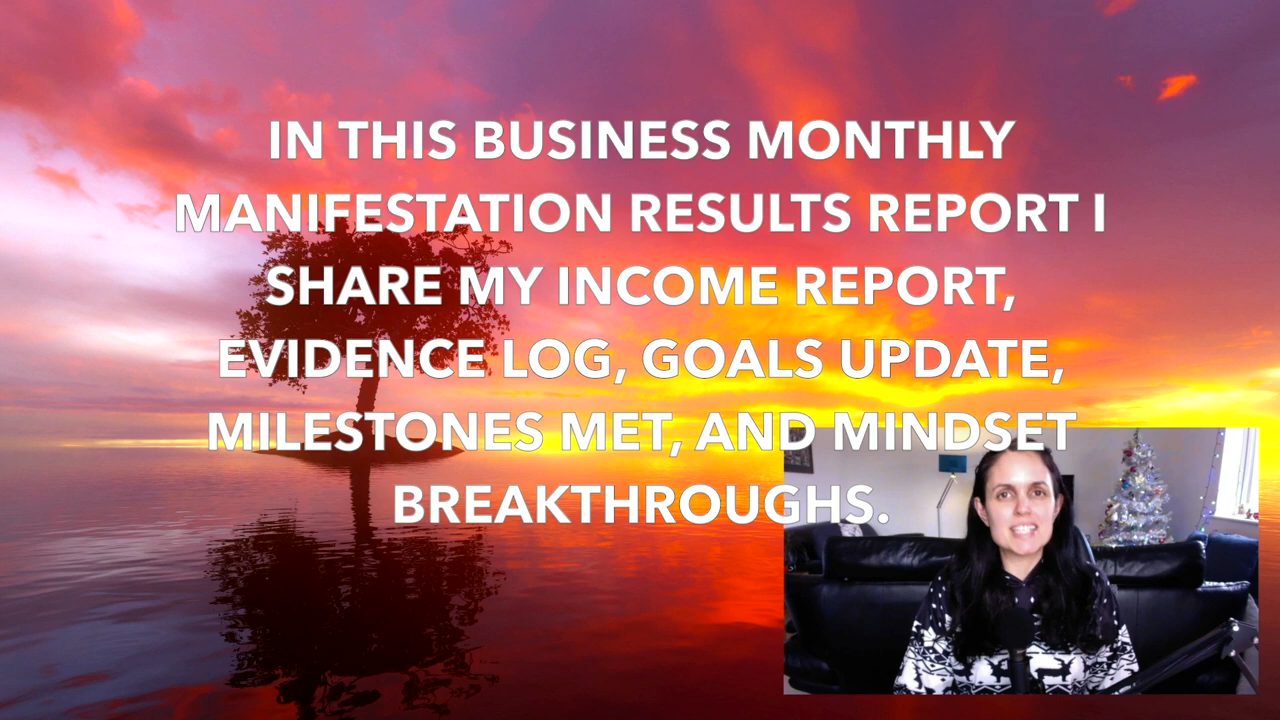 IN THIS BUSINESS MONTHLY
MANIFESTATION RESULTS REPORT I
SHARE MY INCOME REPORT,
EVIDENCE LOG, GOALS UPDATE,
MILESTONES MET, AND MINDSET
BREAKTHROUGHS.